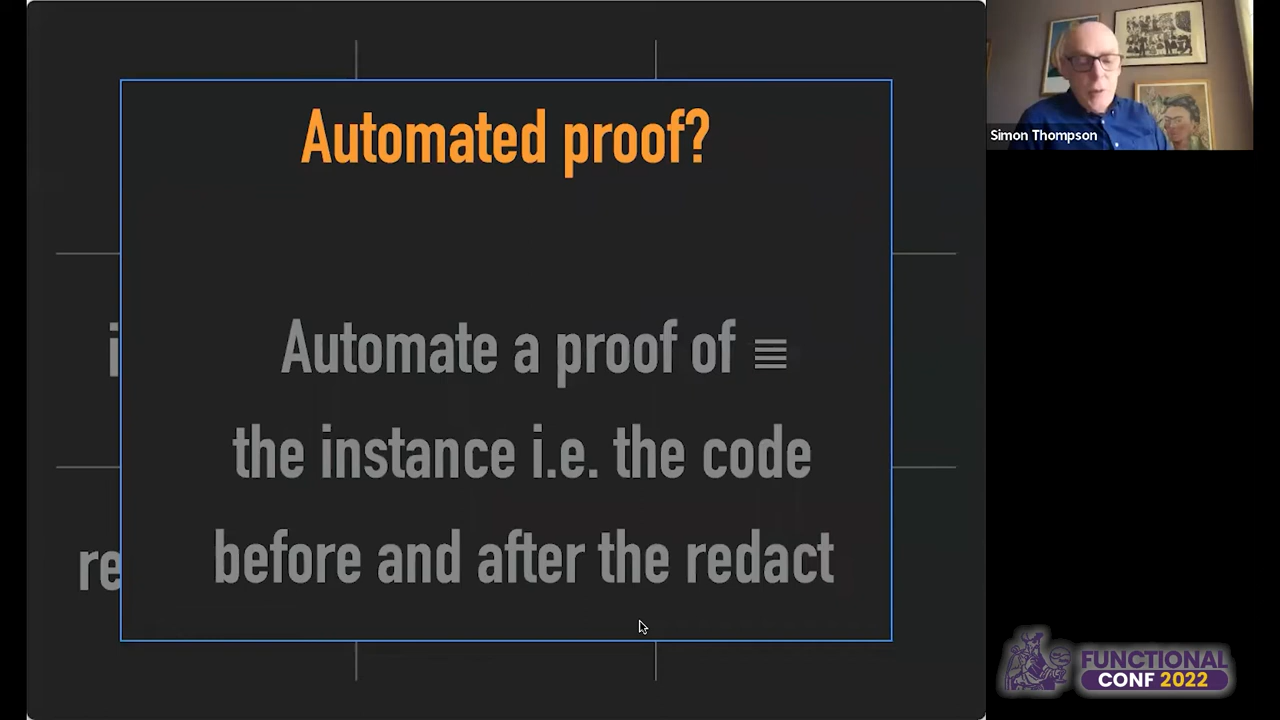 Automated proof?
Automate a proof of ≡
the instance i.e. the code
before and after the redact
i
re
Simon Thompson
FUNCTIONAL
CONF 2022